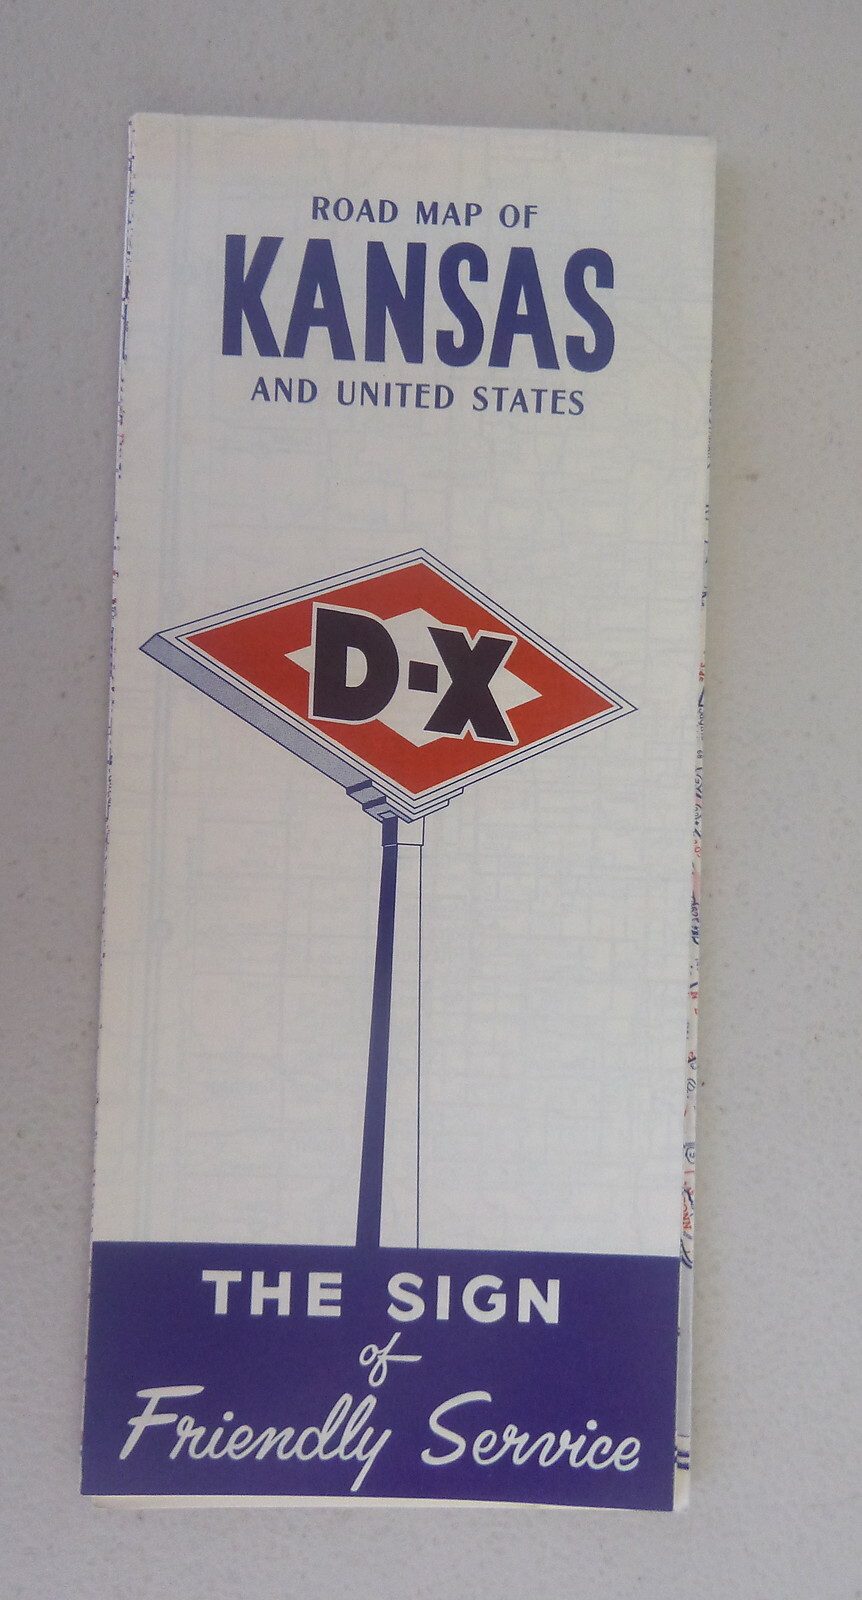 ROAD MAP OF
KANSAS
AND UNITED STATES
D-X
THE SIGN
of
Friendly Service